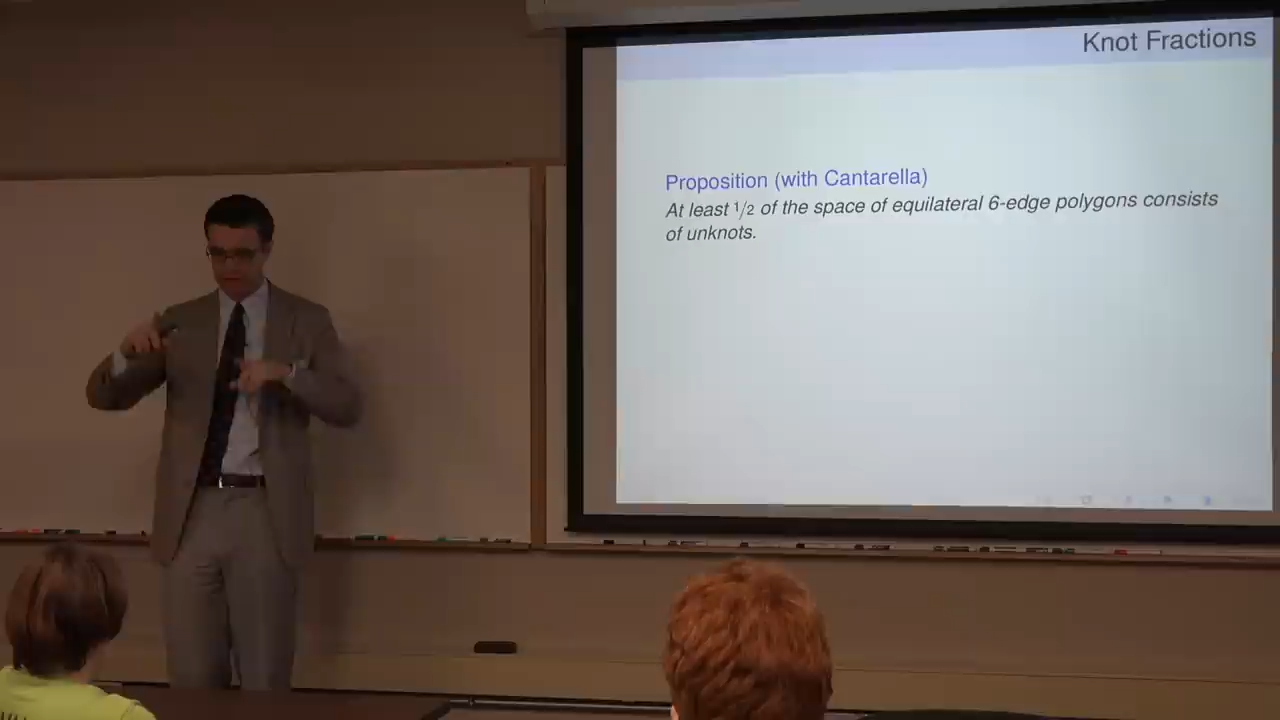 Knot Fractions
Proposition (with Cantarella)
At least 1/2 of the space of equilateral 6-edge polygons consists
of unknots.